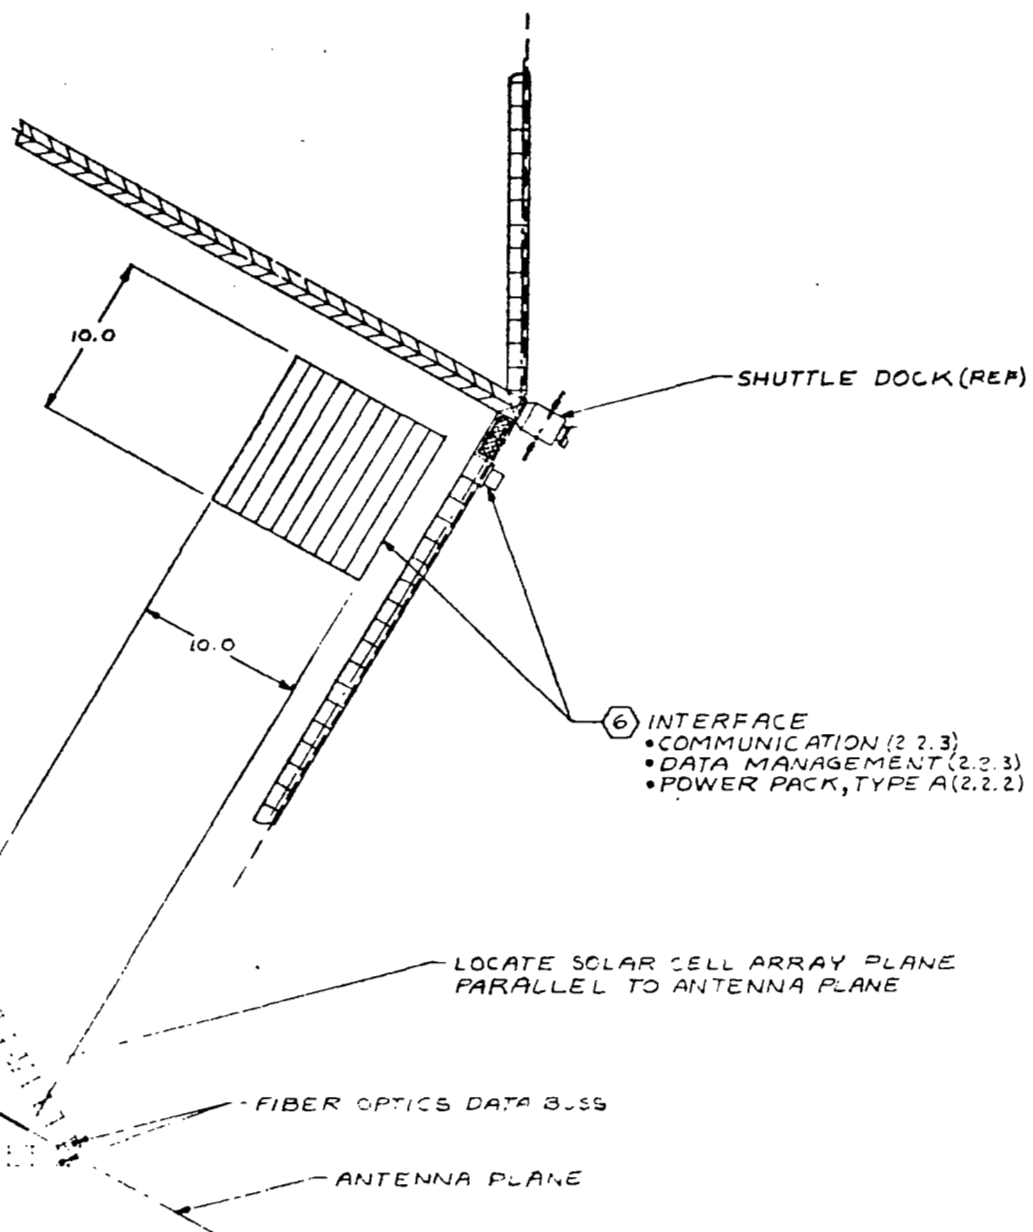 10.0
SHUTTLE DOCK (REF)
10.0
6 INTERFACE
• COMMUNICATION (2.2.3)
• DATA MANAGEMENT (2.2.3)
• POWER PACK, TYPE A (2.2.2)
LOCATE SOLAR CELL ARRAY PLANE
PARALLEL TO ANTENNA PLANE
FIBER OPTICS DATA BUSS
ANTENNA PLANE